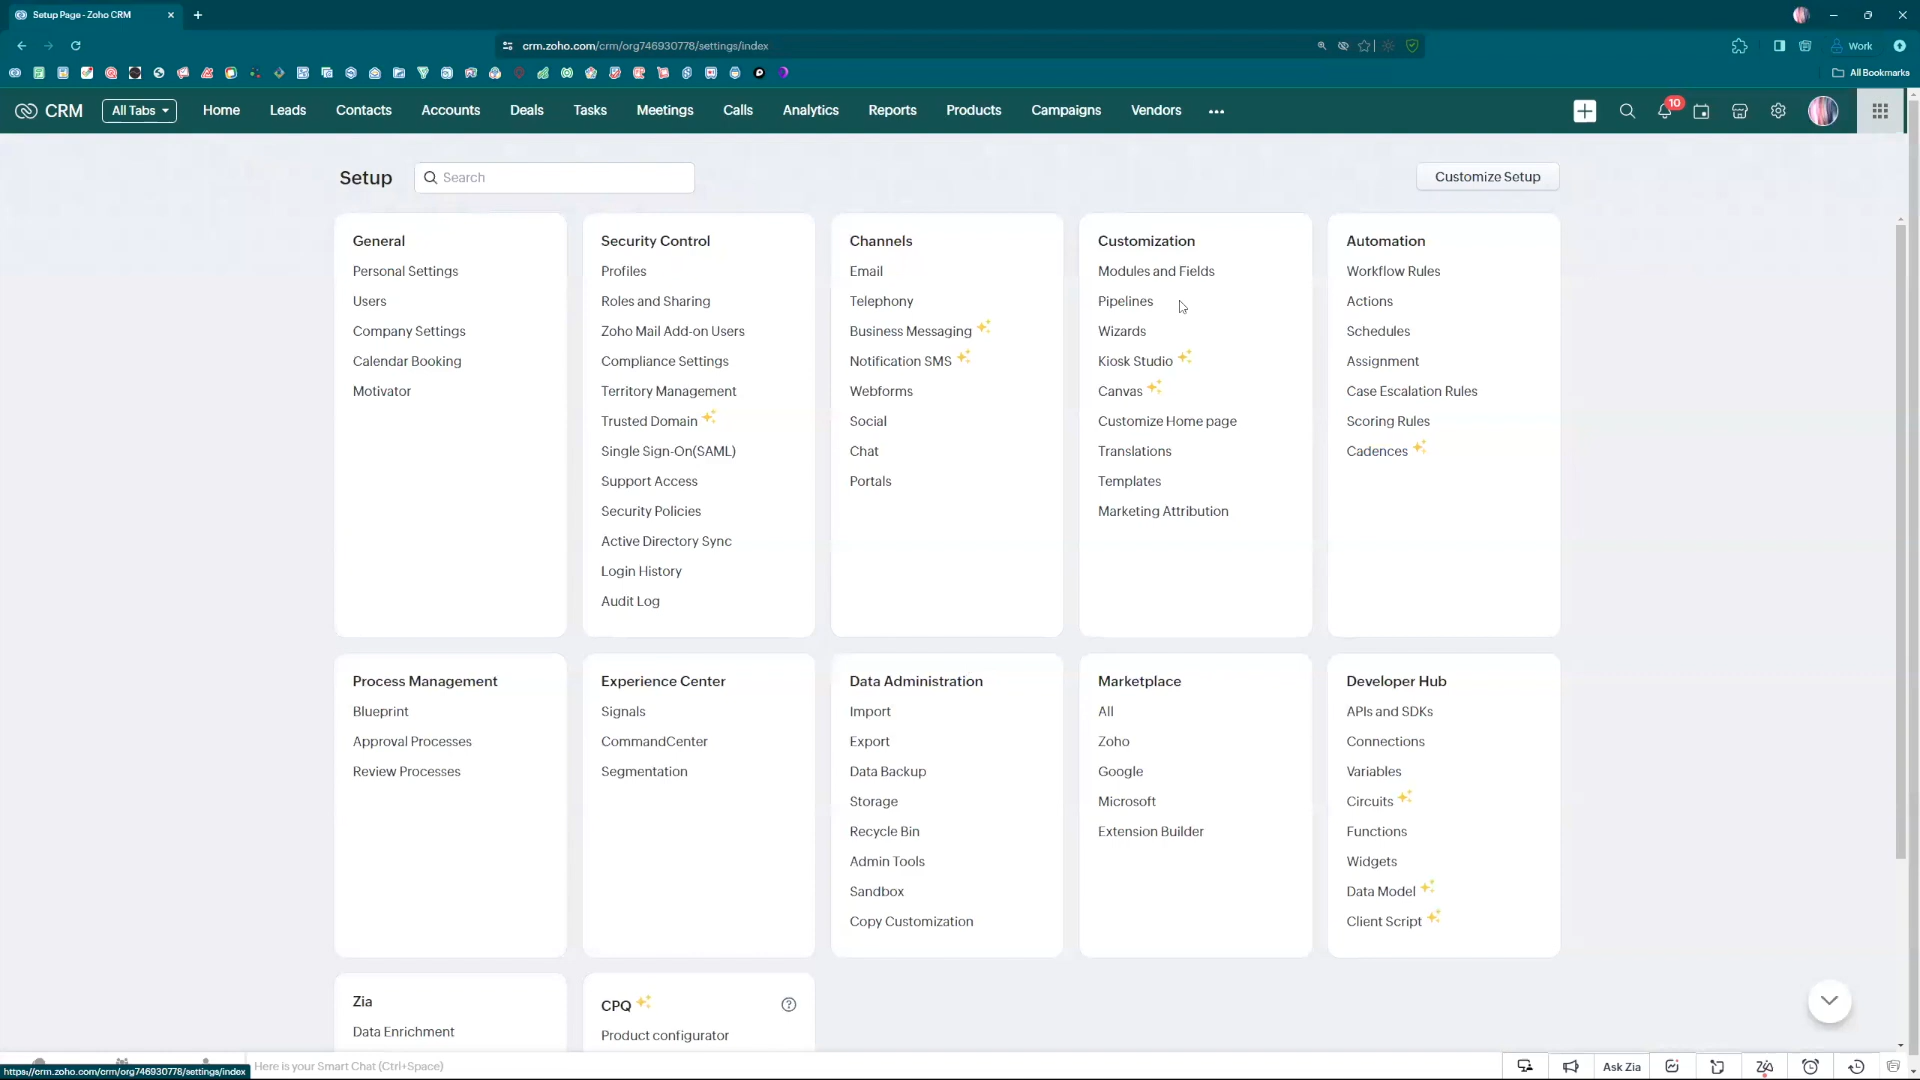 Setup Page - Zoho CRM
crm.zoho.com/crm/org746930778/settings/index
Work
All Bookmarks
CRM
All Tabs
Home
Leads
Contacts
Accounts
Deals
Tasks
Meetings
Calls
Analytics
Reports
Products
Campaigns
Vendors
10
Setup
Search
Customize Setup
General
Personal Settings
Users
Company Settings
Calendar Booking
Motivator
Security Control
Profiles
Roles and Sharing
Zoho Mail Add-on Users
Compliance Settings
Territory Management
Trusted Domain
Single Sign-On(SAML)
Support Access
Security Policies
Active Directory Sync
Login History
Audit Log
Channels
Email
Telephony
Business Messaging
Notification SMS
Webforms
Social
Chat
Portals
Customization
Modules and Fields
Pipelines
Wizards
Kiosk Studio
Canvas
Customize Home page
Translations
Templates
Marketing Attribution
Automation
Workflow Rules
Actions
Schedules
Assignment
Case Escalation Rules
Scoring Rules
Cadences
Process Management
Blueprint
Approval Processes
Review Processes
Experience Center
Signals
CommandCenter
Segmentation
Data Administration
Import
Export
Data Backup
Storage
Recycle Bin
Admin Tools
Sandbox
Copy Customization
Marketplace
All
Zoho
Google
Microsoft
Extension Builder
Developer Hub
APIs and SDKs
Connections
Variables
Circuits
Functions
Widgets
Data Model
Client Script
Zia
Data Enrichment
CPQ
Product configurator
Here is your Smart Chat (Ctrl+Space)
Ask Zia
https://crm.zoho.com/crm/org746930778/settings/index